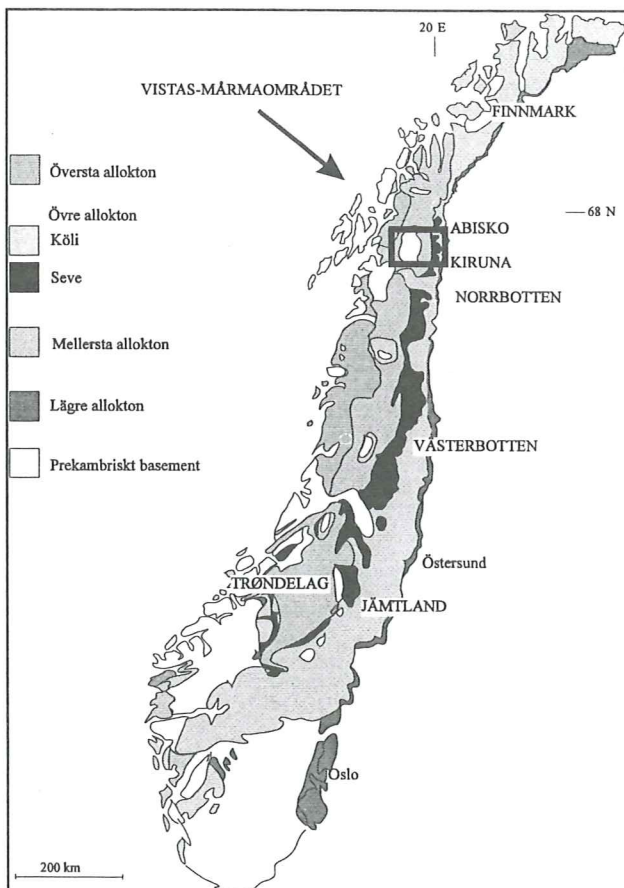 20 E
VISTAS-MÅRMAOMRÅDET
FINNMARK
Översta allokton
Övre allokton
68 N
Köli
ABISKO
Seve
KIRUNA
NORRBOTTEN
Mellersta allokton
Lägre allokton
VÄSTERBOTTEN
Prekambriskt basement
Östersund
TRØNDELAG
JÄMTLAND
Oslo
200 km